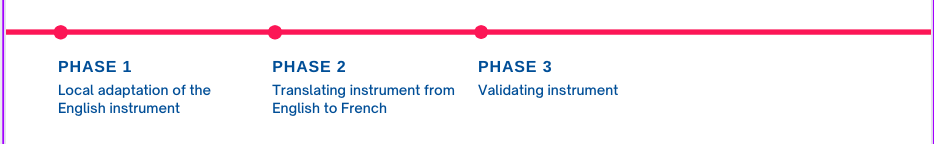 PHASE 1
Local adaptation of the
English instrument
PHASE 2
Translating instrument from
English to French
PHASE 3
Validating instrument